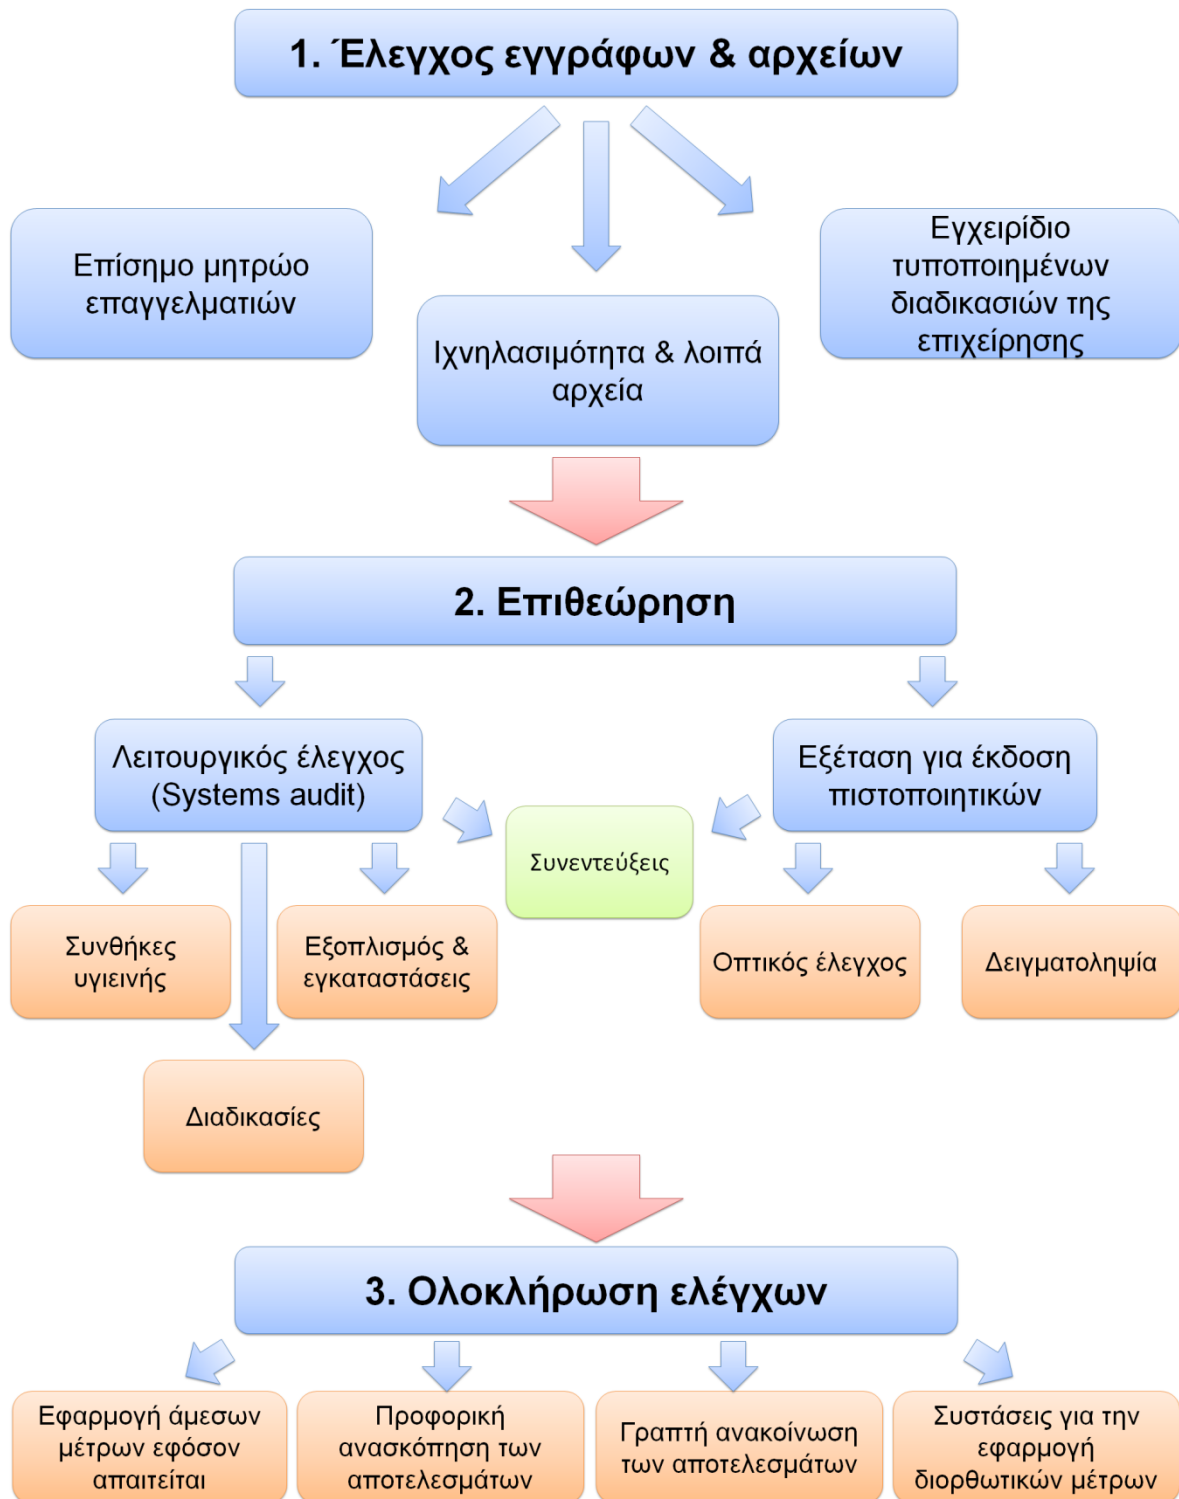 1. Έλεγχος εγγράφων & αρχείων
Επίσημο μητρώο
επαγγελματιών
Ιχνηλασιμότητα & λοιπά
αρχεία
Εγχειρίδιο
τυποποιημένων
διαδικασιών της
επιχείρησης
2. Επιθεώρηση
Λειτουργικός έλεγχος
(Systems audit)
Εξέταση για έκδοση
πιστοποιητικών
Συνεντεύξεις
Συνθήκες
υγιεινής
Εξοπλισμός &
εγκαταστάσεις
Οπτικός έλεγχος
Δειγματοληψία
Διαδικασίες
3. Ολοκλήρωση ελέγχων
Εφαρμογή άμεσων
μέτρων εφόσον
απαιτείται
Προφορική
ανασκόπηση των
αποτελεσμάτων
Γραπτή ανακοίνωση
των αποτελεσμάτων
Συστάσεις για την
εφαρμογή
διορθωτικών μέτρων